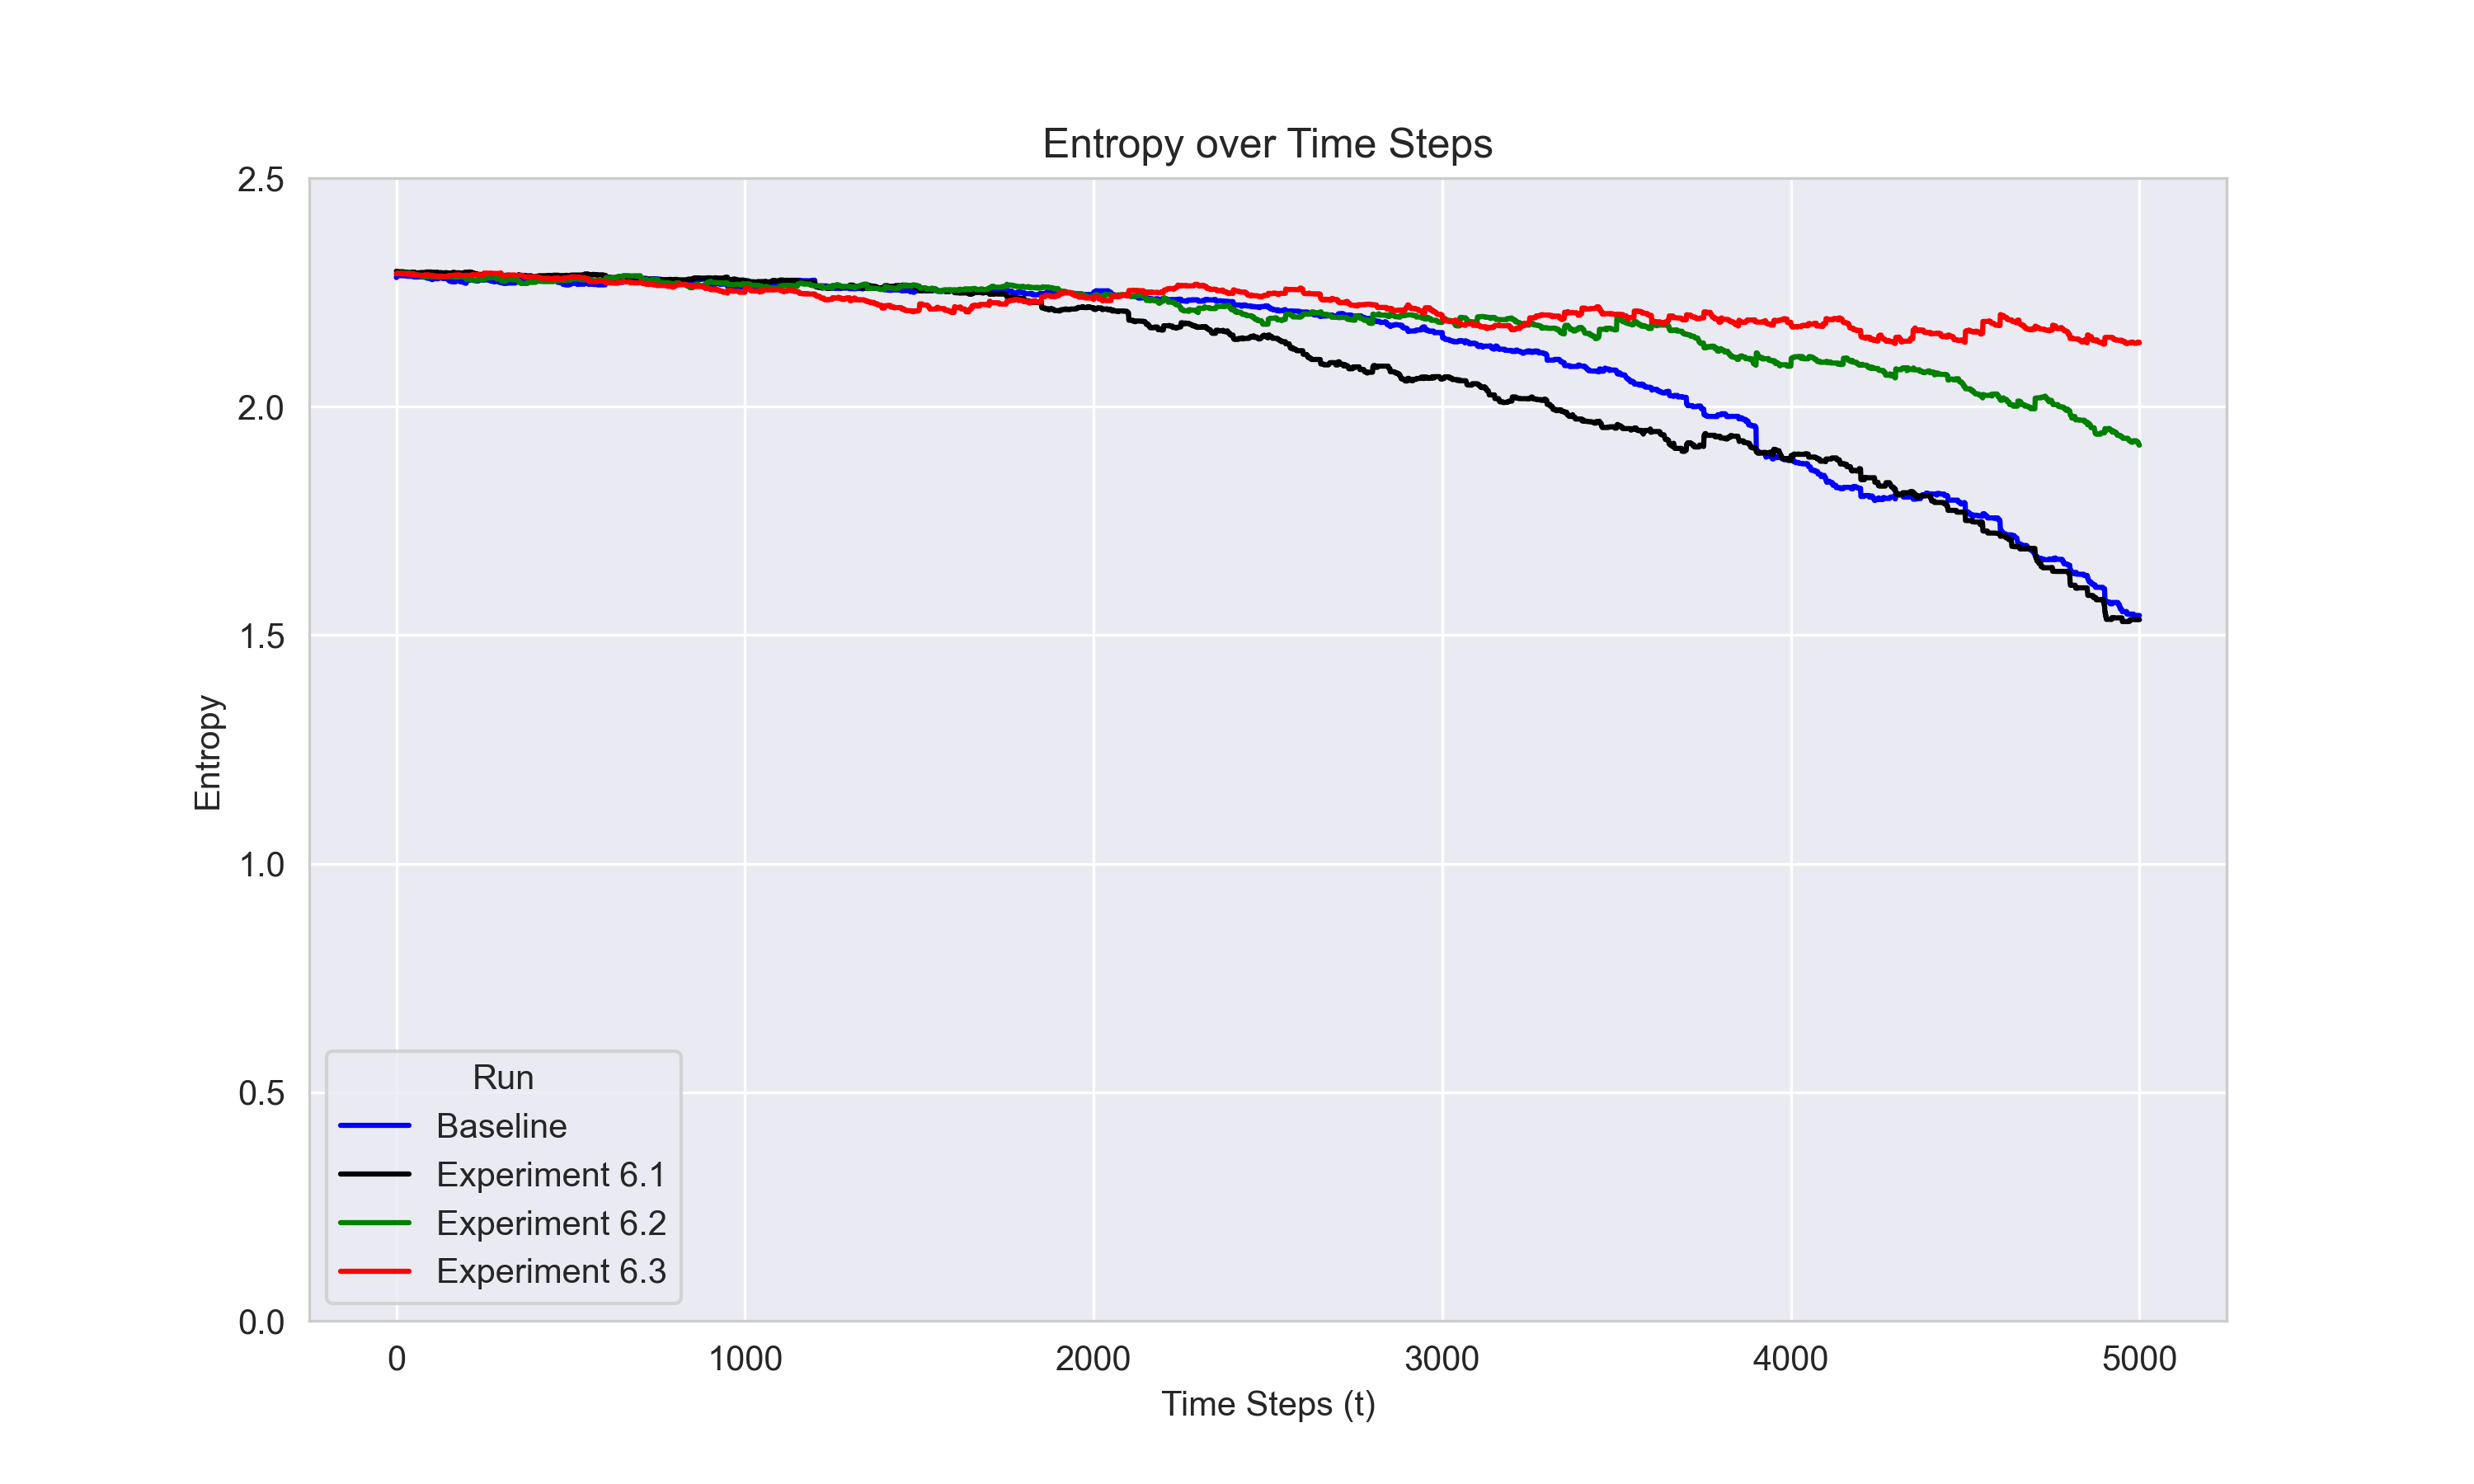 Entropy over Time Steps
2.5
2.0
1.5
1.0
0.5
0.0
Entropy
Run
Baseline
Experiment 6.1
Experiment 6.2
Experiment 6.3
0 1000 2000 3000 4000 5000
Time Steps (t)